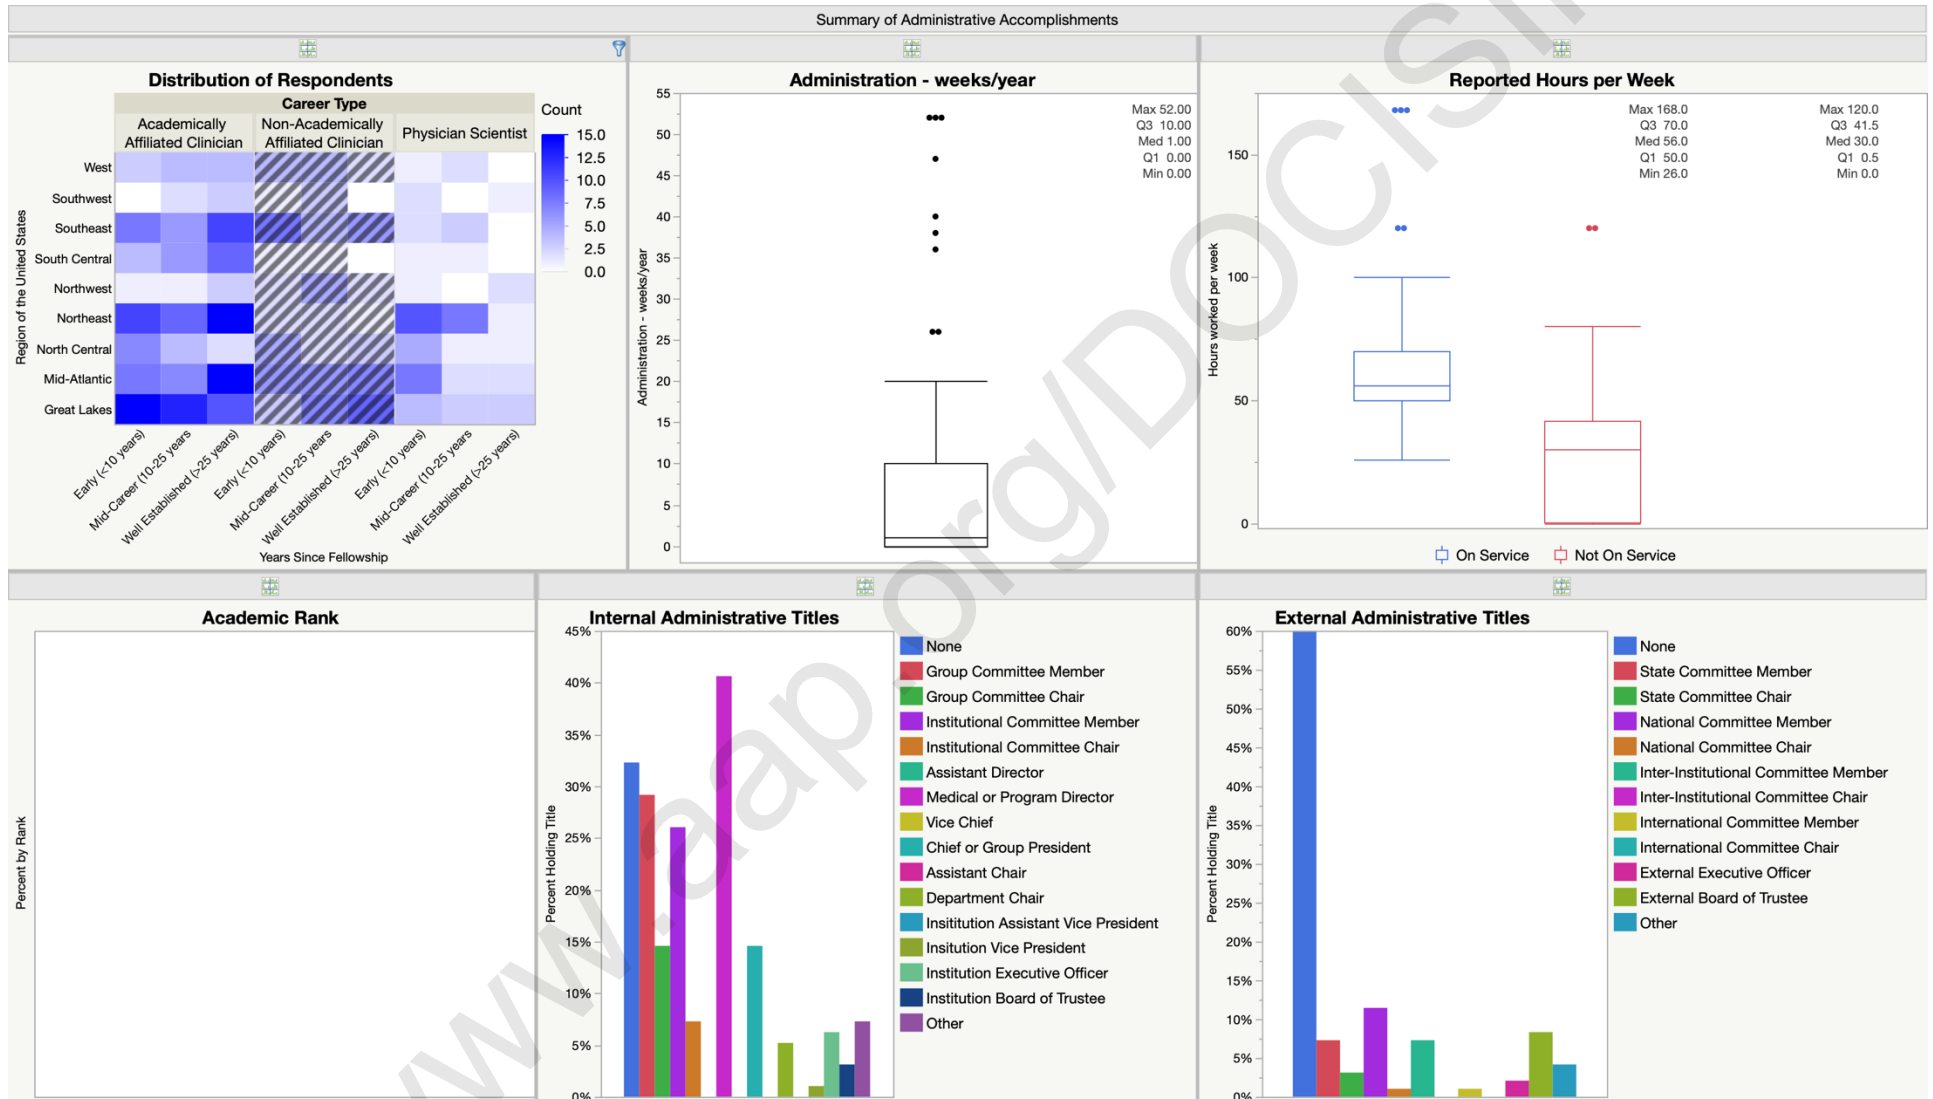 Summary of Administrative Accomplishments
Distribution of Respondents
Career Type
Academically
Affiliated Clinician
Non-Academically
Affiliated Clinician
Physician Scientist
Count
15.0
12.5
10.0
7.5
5.0
2.5
0.0
Region of the United States
West
Southwest
Southeast
South Central
Northwest
Northeast
North Central
Mid-Atlantic
Great Lakes
Early (<10 years)
Mid-Career (10-25 years
Well Established (>25 years)
Early (<10 years)
Mid-Career (10-25 years
Well Established (>25 years)
Early (<10 years)
Mid-Career (10-25 years
Well Established (>25 years)
Years Since Fellowship
Administration - weeks/year
Administration - weeks/year
55
50
45
40
35
30
25
20
15
10
5
0
Max 52.00
Q3 10.00
Med 1.00
Q1 0.00
Min 0.00
Reported Hours per Week
Hours worked per week
150
100
50
0
Max 168.0
Q3 70.0
Med 56.0
Q1 50.0
Min 26.0
Max 120.0
Q3 41.5
Med 30.0
Q1 0.5
Min 0.0
On Service
Not On Service
Academic Rank
Percent by Rank
Internal Administrative Titles
Percent Holding Title
45%
40%
35%
30%
25%
20%
15%
10%
5%
0%
None
Group Committee Member
Group Committee Chair
Institutional Committee Member
Institutional Committee Chair
Assistant Director
Medical or Program Director
Vice Chief
Chief or Group President
Assistant Chair
Department Chair
Insititution Assistant Vice President
Insitution Vice President
Institution Executive Officer
Institution Board of Trustee
Other
External Administrative Titles
Percent Holding Title
60%
55%
50%
45%
40%
35%
30%
25%
20%
15%
10%
5%
0%
None
State Committee Member
State Committee Chair
National Committee Member
National Committee Chair
Inter-Institutional Committee Member
Inter-Institutional Committee Chair
International Committee Member
International Committee Chair
External Executive Officer
External Board of Trustee
Other